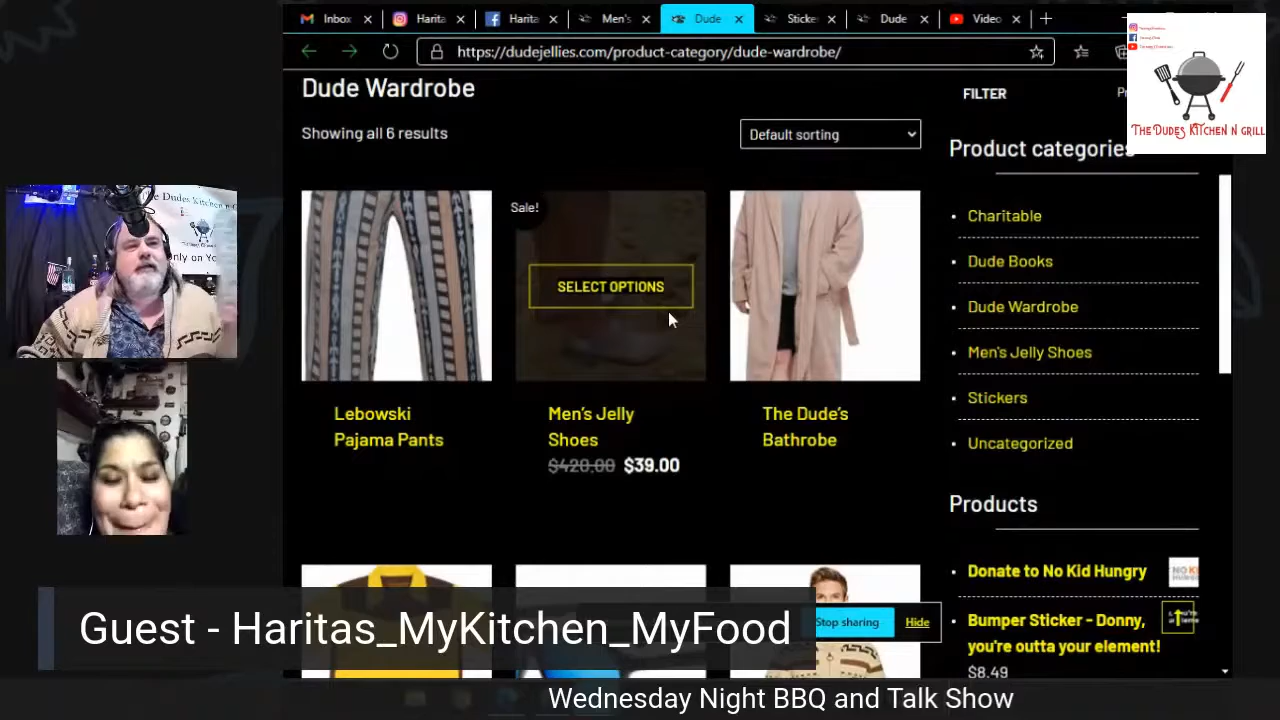 Inbox
Harita
Harita
Men's
Dude
Sticke
Dude
Video
https://dudejellies.com/product-category/dude-wardrobe/
Dude Wardrobe
Showing all 6 results
Default sorting
FILTER
THE DUDES KITCHEN N GRILL
Product categories
Charitable
Dude Books
Dude Wardrobe
Men's Jelly Shoes
Stickers
Uncategorized
Sale!
SELECT OPTIONS
Lebowski
Pajama Pants
Men's Jelly
Shoes
$420.00 $39.00
The Dude's
Bathrobe
Products
Donate to No Kid Hungry
Bumper Sticker - Donny,
you're outta your element!
$8.49
Stop sharing
Hide
Guest - Haritas_MyKitchen_MyFood
Wednesday Night BBQ and Talk Show